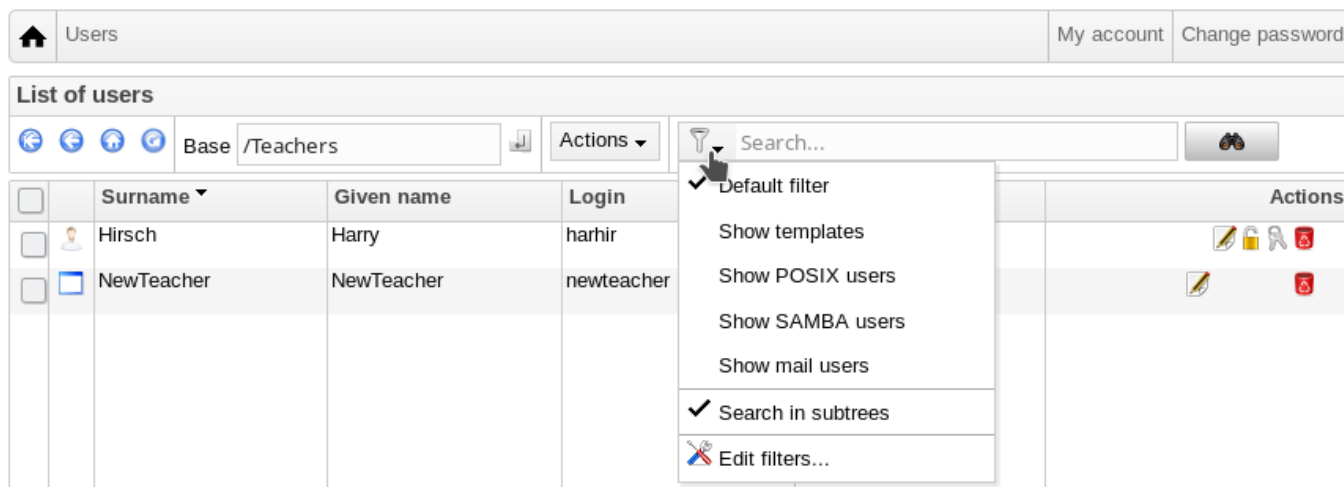 Users My account Change password
List of users
Base /Teachers Actions Search...
Surname Given name Login Actions
Default filter
Hirsch Harry harhir
Show templates
NewTeacher NewTeacher newteacher
Show POSIX users
Show SAMBA users
Show mail users
Search in subtrees
Edit filters...